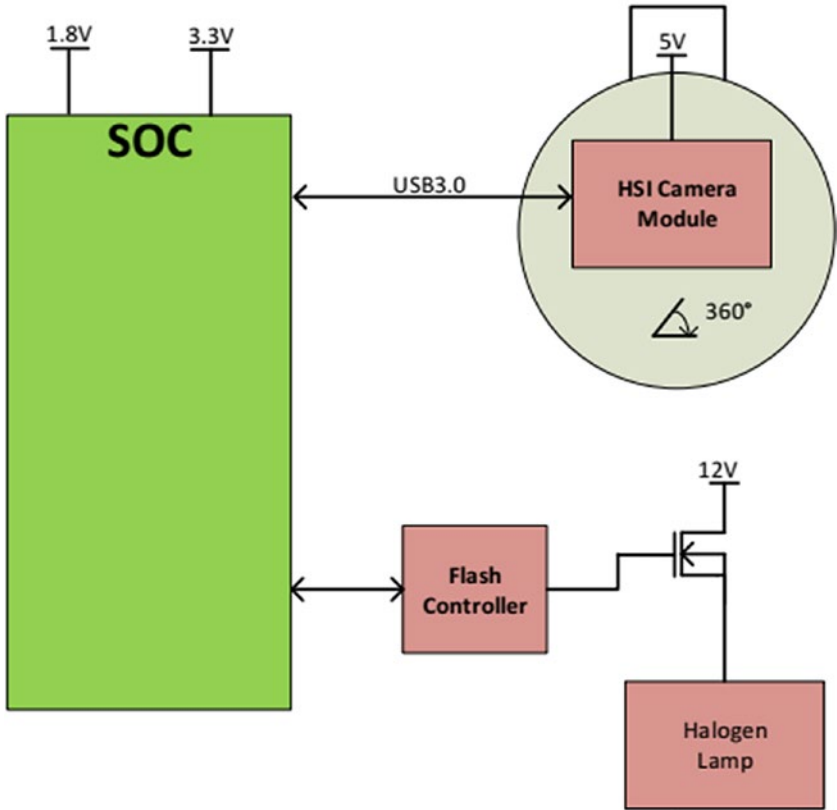 1.8V
3.3V
5V
SOC
USB3.0
HSI Camera
Module
360°
12V
Flash
Controller
Halogen
Lamp